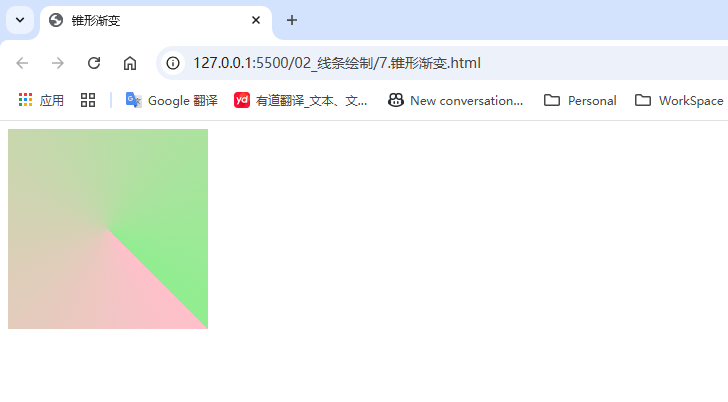 锥形渐变
127.0.0.1:5500/02_线条绘制/7.锥形渐变.html
应用 Google 翻译 yd 有道翻译_文本、文... New conversation... Personal WorkSpace